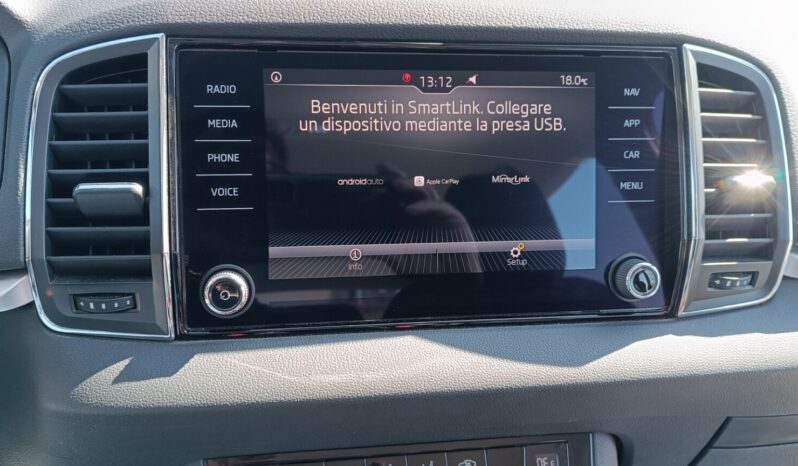 RADIO
MEDIA
PHONE
VOICE
13:12
18.0°C
Benvenuti in SmartLink. Collegare
un dispositivo mediante la presa USB.
androidauto
Apple CarPlay
MirrorLink
Info
Setup
NAV
APP
CAR
MENU